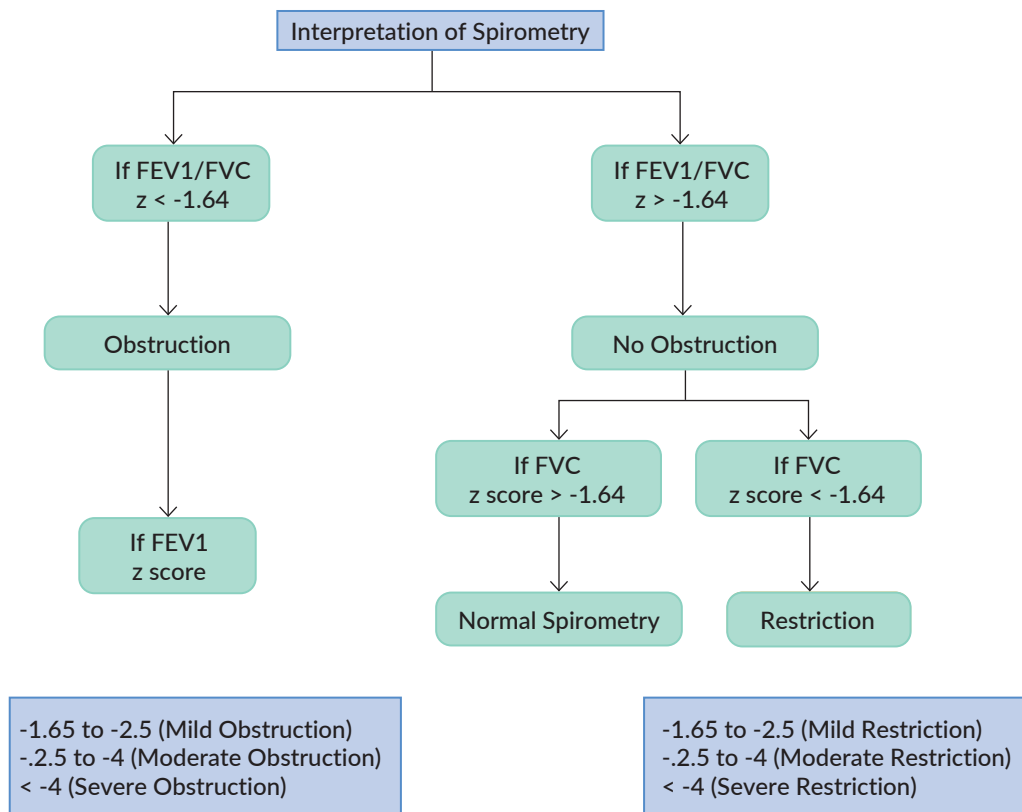 Interpretation of Spirometry
If FEV1/FVC
z < -1.64
If FEV1/FVC
z > -1.64
Obstruction
No Obstruction
If FVC
z score > -1.64
If FVC
z score < -1.64
If FEV1
z score
Normal Spirometry
Restriction
-1.65 to -2.5 (Mild Obstruction)
-.2.5 to -4 (Moderate Obstruction)
< -4 (Severe Obstruction)
-1.65 to -2.5 (Mild Restriction)
-.2.5 to -4 (Moderate Restriction)
< -4 (Severe Restriction)